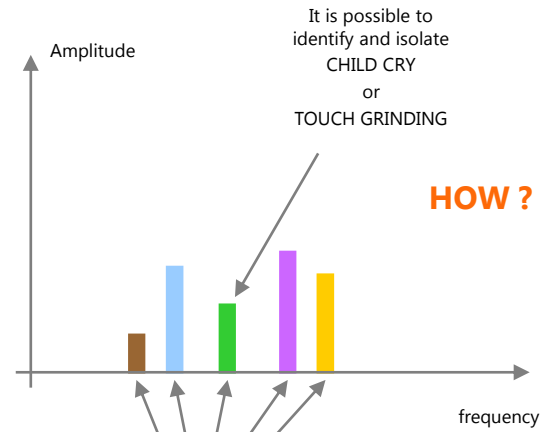 It is possible to
identify and isolate
CHILD CRY
or
TOUCH GRINDING
Amplitude
HOW ?
frequency